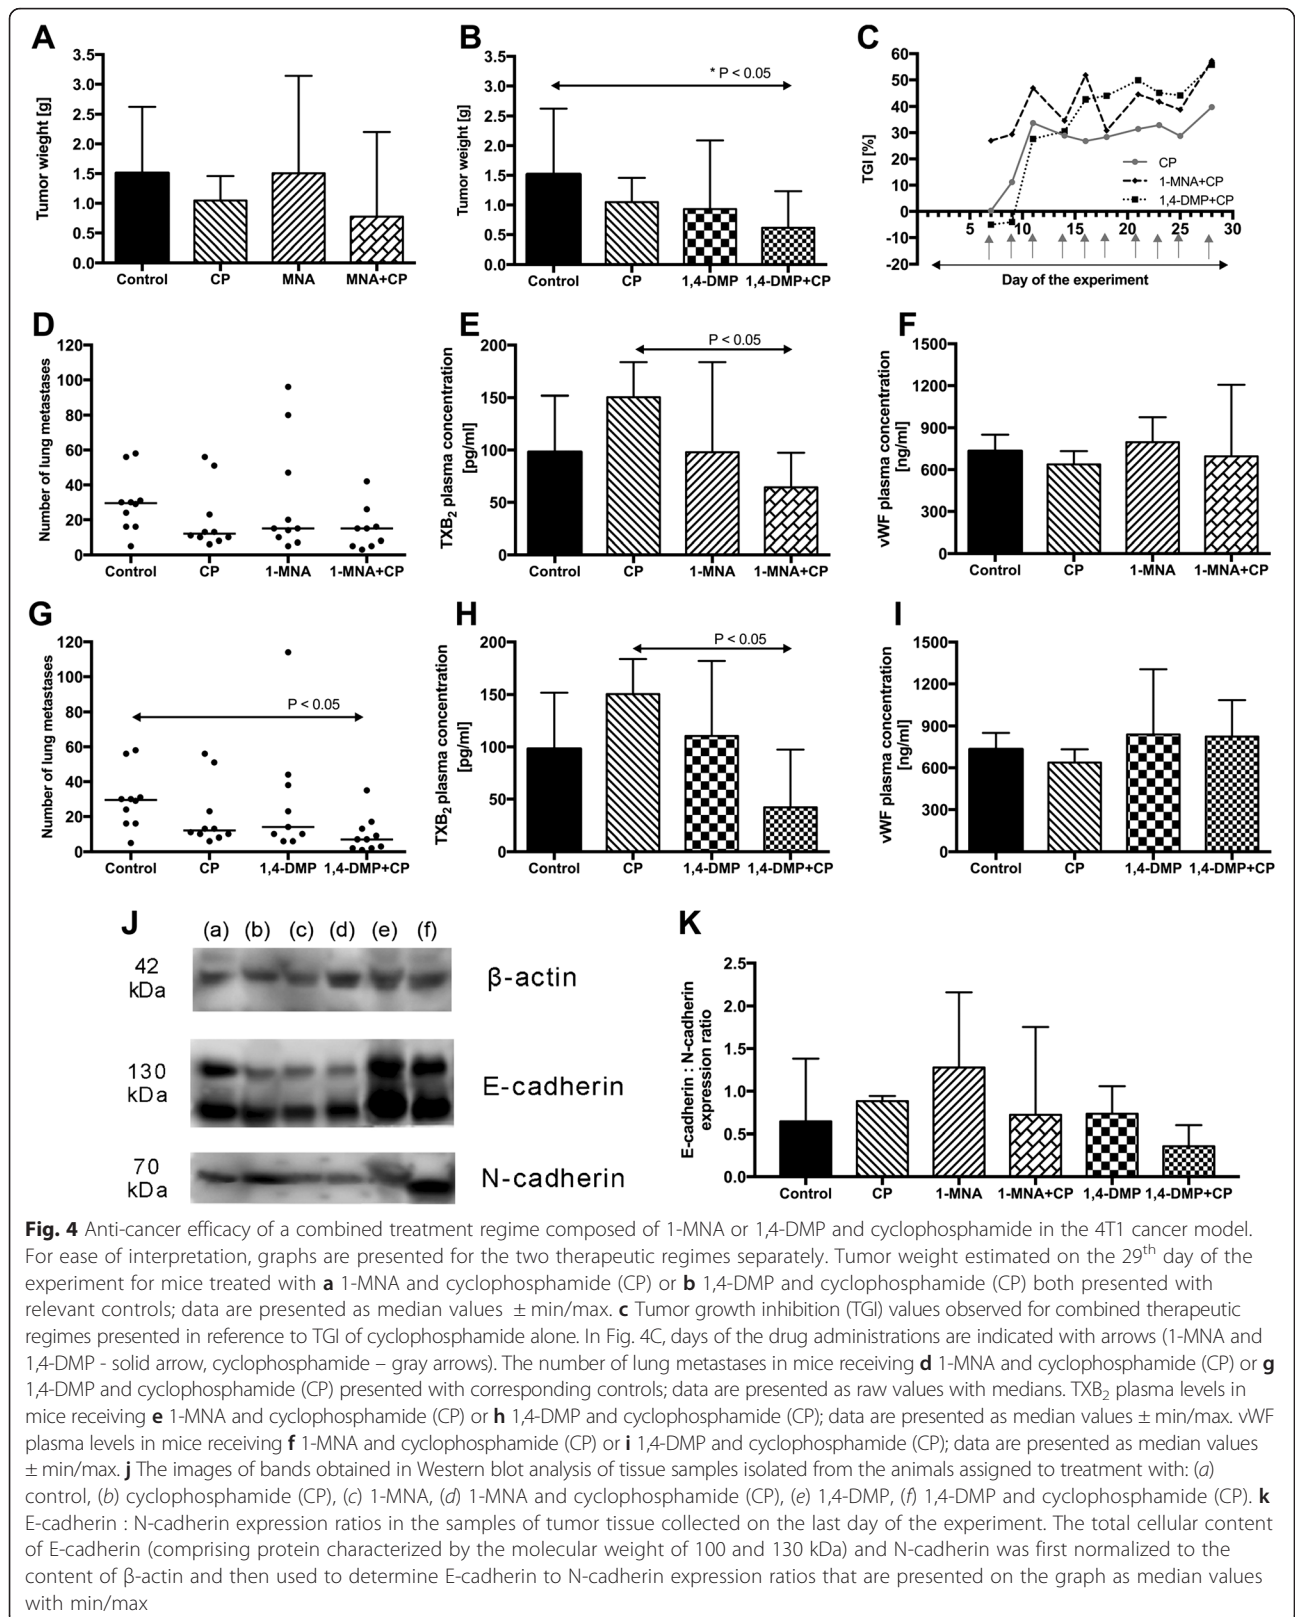 A
3.5
3.0
2.5
2.0
1.5
1.0
0.5
0.0
Tumor wieght [g]
Control CP MNA MNA+CP
B
3.5
3.0
2.5
2.0
1.5
1.0
0.5
0.0
Tumor weight [g]
* P < 0.05
Control CP 1,4-DMP 1,4-DMP+CP
C
60
50
40
30
20
10
0
-10
-20
TGI [%]
5 10 15 20 25 30
CP
1-MNA+CP
1,4-DMP+CP
Day of the experiment
D
120
100
80
60
40
20
0
Number of lung metastases
Control CP 1-MNA 1-MNA+CP
E
200
150
100
50
0
TXB₂ plasma concentration
[pg/ml]
P < 0.05
Control CP 1-MNA 1-MNA+CP
F
1500
1200
900
600
300
0
vWF plasma concentration
[ng/ml]
Control CP 1-MNA 1-MNA+CP
G
120
100
80
60
40
20
0
Number of lung metastases
P < 0.05
Control CP 1,4-DMP 1,4-DMP+CP
H
200
150
100
50
0
TXB₂ plasma concentration
[pg/ml]
P < 0.05
Control CP 1,4-DMP 1,4-DMP+CP
I
1500
1200
900
600
300
0
vWF plasma concentration
[ng/ml]
Control CP 1,4-DMP 1,4-DMP+CP
J
(a) (b) (c) (d) (e) (f)
42
kDa
β-actin
130
kDa
E-cadherin
70
kDa
N-cadherin
K
2.5
2.0
1.5
1.0
0.5
0.0
E-cadherin : N-cadherin
expression ratio
Control CP 1-MNA 1-MNA+CP 1,4-DMP 1,4-DMP+CP
Fig. 4 Anti-cancer efficacy of a combined treatment regime composed of 1-MNA or 1,4-DMP and cyclophosphamide in the 4T1 cancer model.
For ease of interpretation, graphs are presented for the two therapeutic regimes separately. Tumor weight estimated on the 29th day of the
experiment for mice treated with a 1-MNA and cyclophosphamide (CP) or b 1,4-DMP and cyclophosphamide (CP) both presented with
relevant controls; data are presented as median values ± min/max. c Tumor growth inhibition (TGI) values observed for combined therapeutic
regimes presented in reference to TGI of cyclophosphamide alone. In Fig. 4C, days of the drug administrations are indicated with arrows (1-MNA and
1,4-DMP - solid arrow, cyclophosphamide – gray arrows). The number of lung metastases in mice receiving d 1-MNA and cyclophosphamide (CP) or g
1,4-DMP and cyclophosphamide (CP) presented with corresponding controls; data are presented as raw values with medians. TXB₂ plasma levels in
mice receiving e 1-MNA and cyclophosphamide (CP) or h 1,4-DMP and cyclophosphamide (CP); data are presented as median values ± min/max. vWF
plasma levels in mice receiving f 1-MNA and cyclophosphamide (CP) or i 1,4-DMP and cyclophosphamide (CP); data are presented as median values
± min/max. j The images of bands obtained in Western blot analysis of tissue samples isolated from the animals assigned to treatment with: (a)
control, (b) cyclophosphamide (CP), (c) 1-MNA, (d) 1-MNA and cyclophosphamide (CP), (e) 1,4-DMP, (f) 1,4-DMP and cyclophosphamide (CP). k
E-cadherin : N-cadherin expression ratios in the samples of tumor tissue collected on the last day of the experiment. The total cellular content
of E-cadherin (comprising protein characterized by the molecular weight of 100 and 130 kDa) and N-cadherin was first normalized to the
content of β-actin and then used to determine E-cadherin to N-cadherin expression ratios that are presented on the graph as median values
with min/max